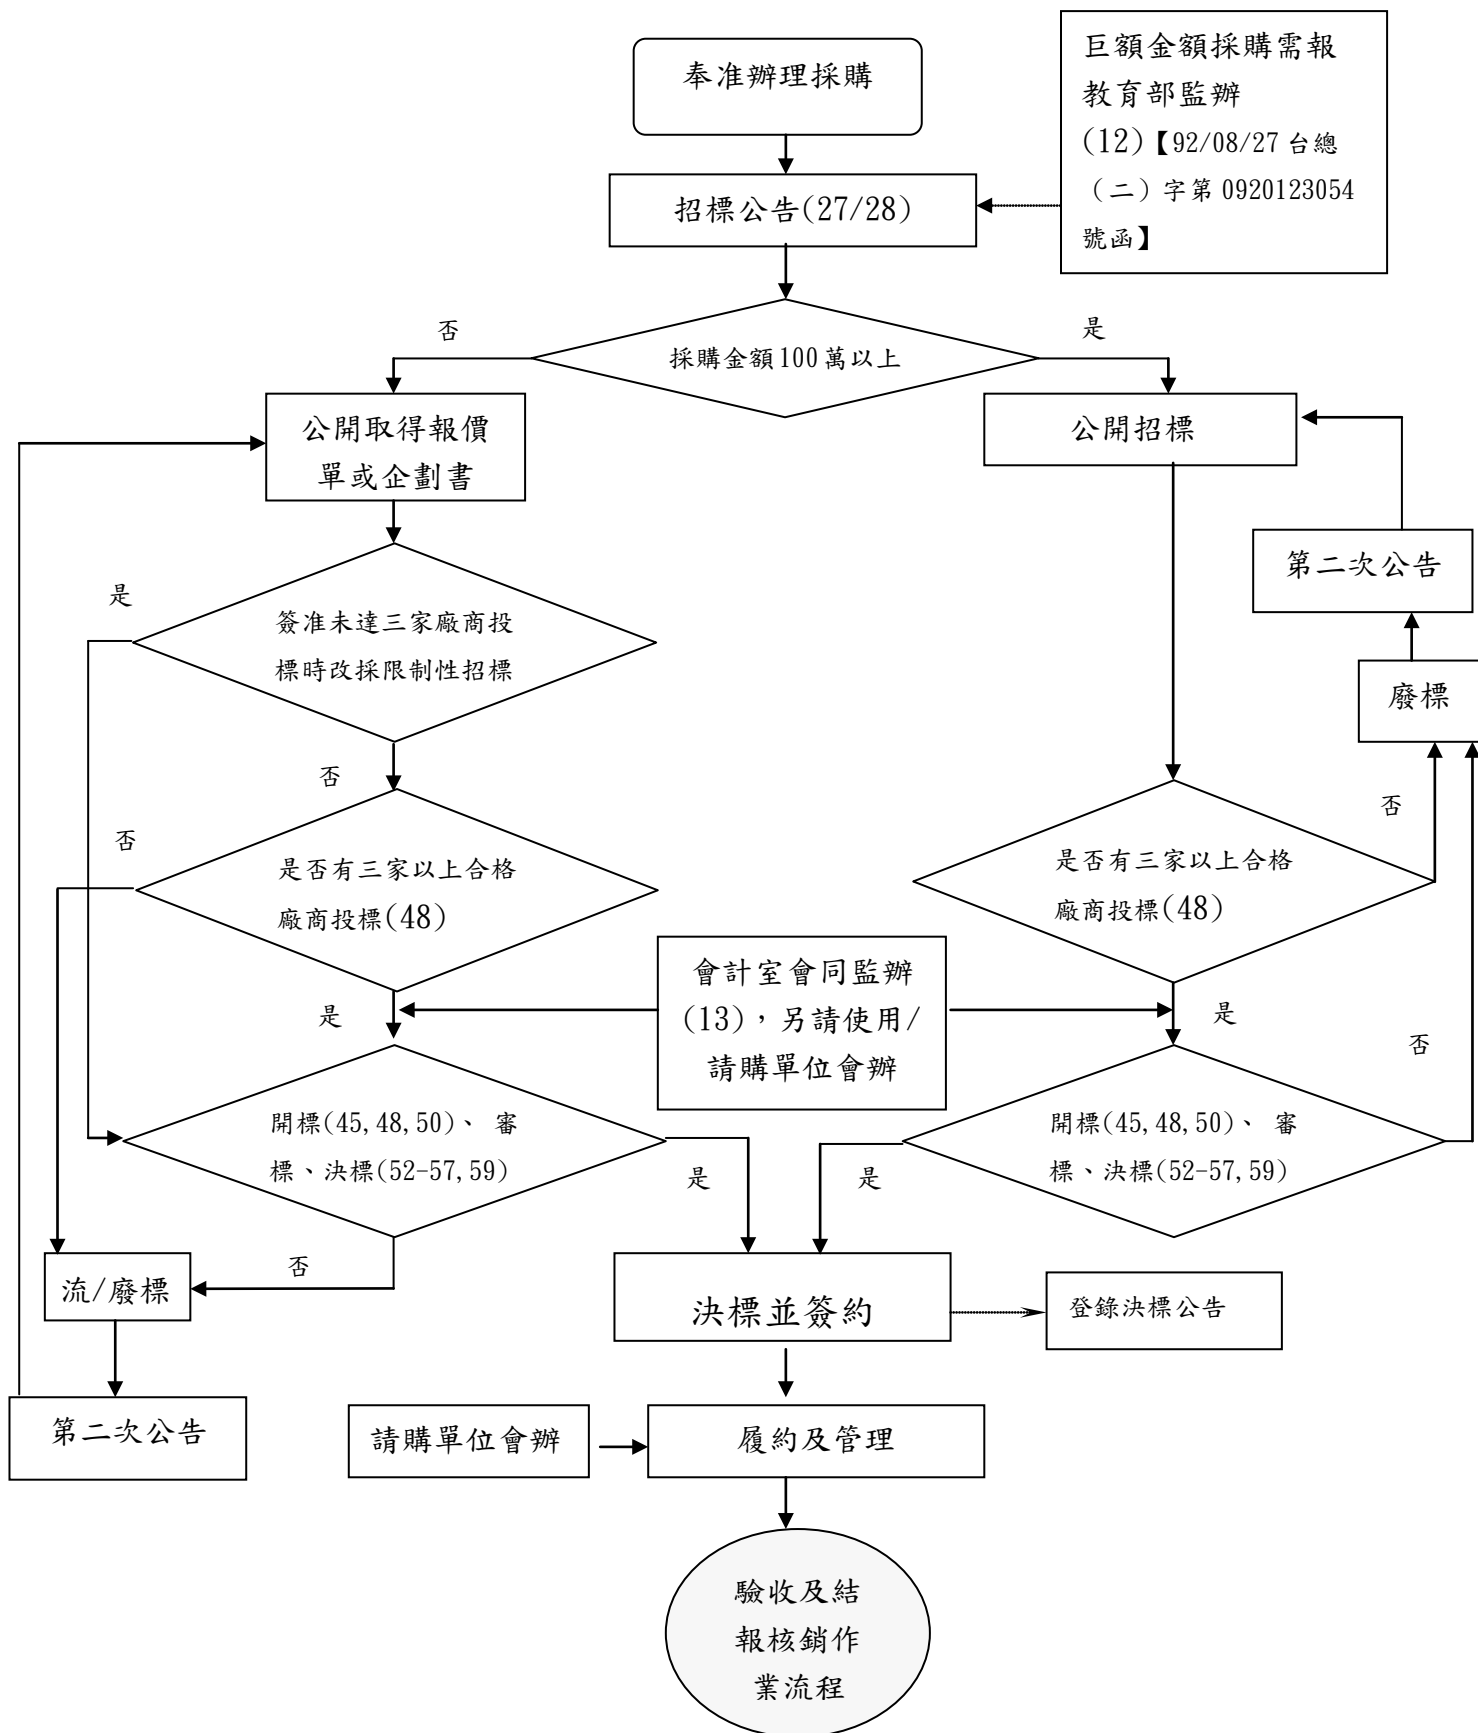 奉准辦理採購
巨額金額採購需報
教育部監辦
(12)【92/08/27 台總
（二）字第 0920123054
號函】
招標公告(27/28)
否
是
採購金額100萬以上
公開取得報價
單或企劃書
公開招標
第二次公告
是
簽准未達三家廠商投
標時改採限制性招標
廢標
否
否
是否有三家以上合格
廠商投標(48)
否
是否有三家以上合格
廠商投標(48)
會計室會同監辦
(13)，另請使用/
請購單位會辦
是
是
否
開標(45,48,50)、 審
標、決標(52-57,59)
是
開標(45,48,50)、 審
標、決標(52-57,59)
是
否
流/廢標
決標並簽約
登錄決標公告
第二次公告
請購單位會辦
履約及管理
驗收及結
報核銷作
業流程